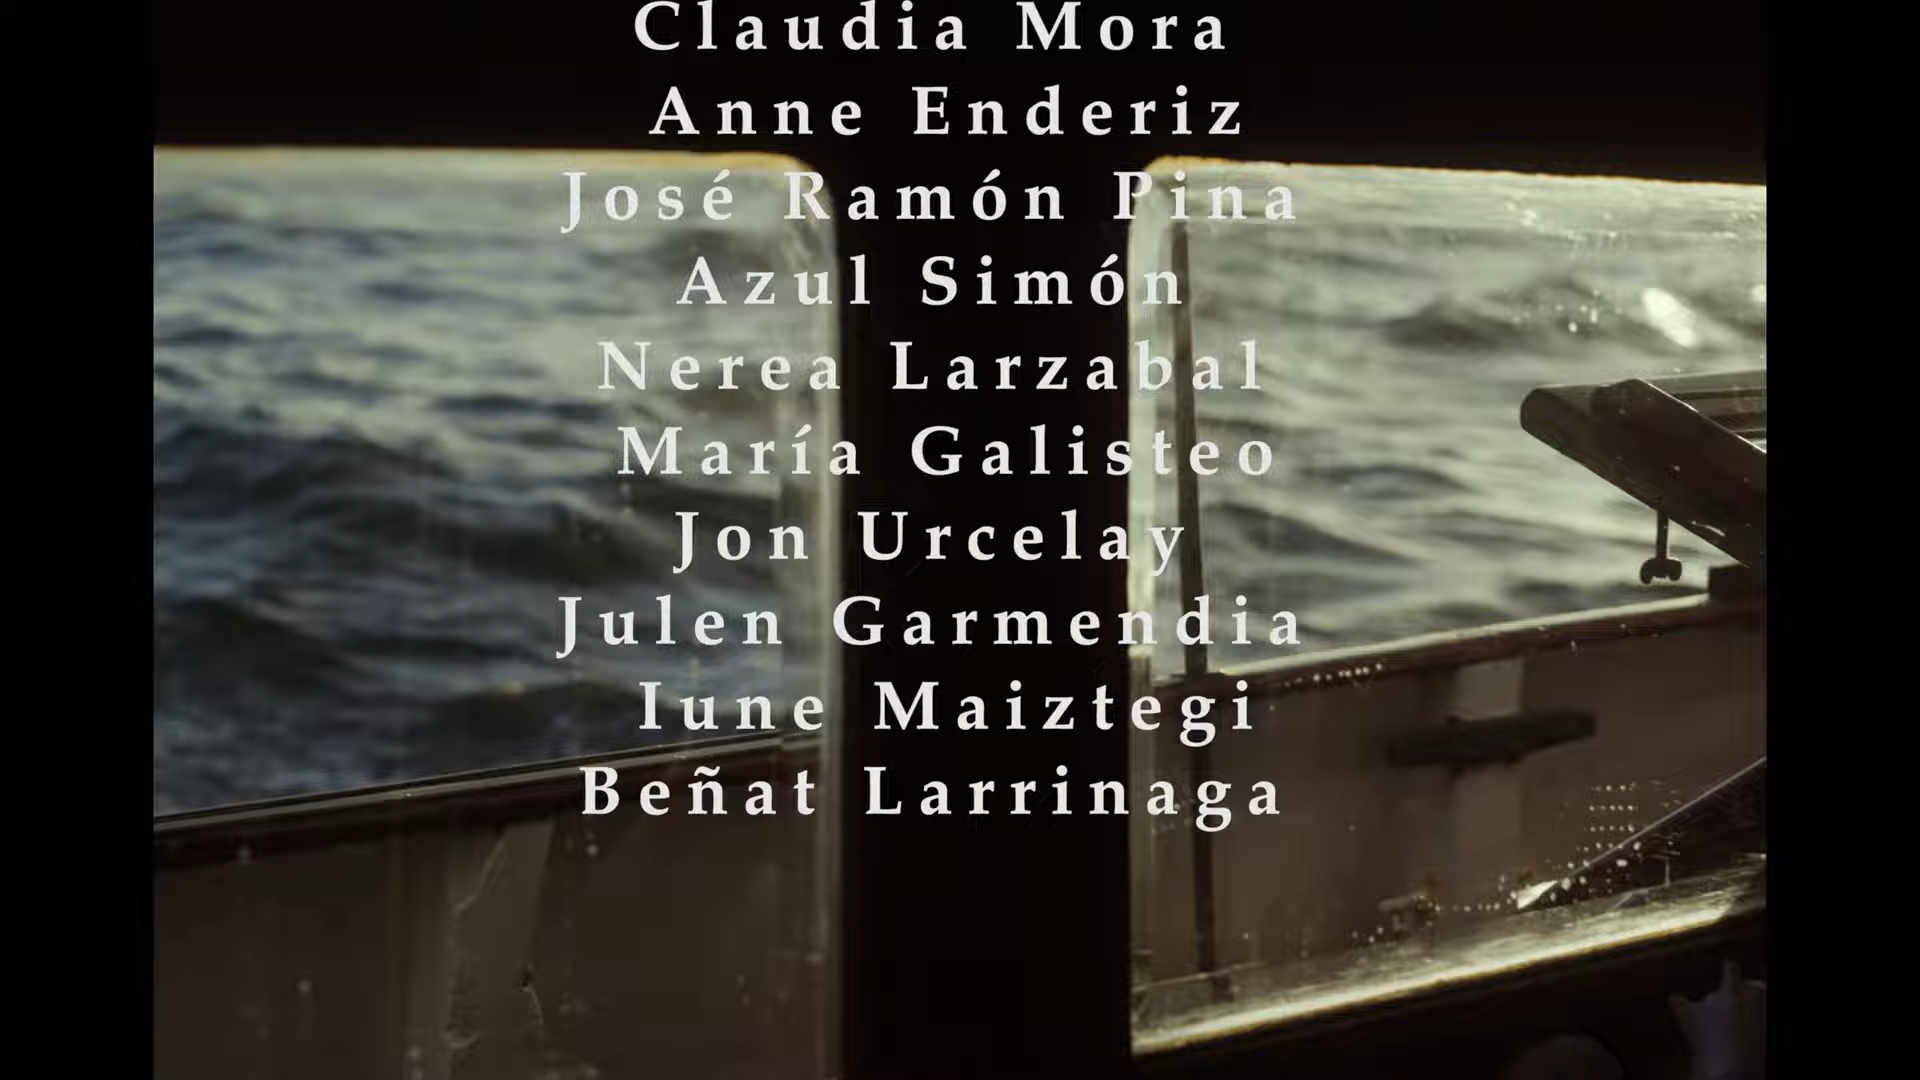 Claudia Mora
Anne Enderiz
José Ramón Pina
Azul Simón
Nerea Larzabal
María Galisteo
Jon Urcelay
Julen Garmendia
Iune Maiztegi
Beñat Larrinaga